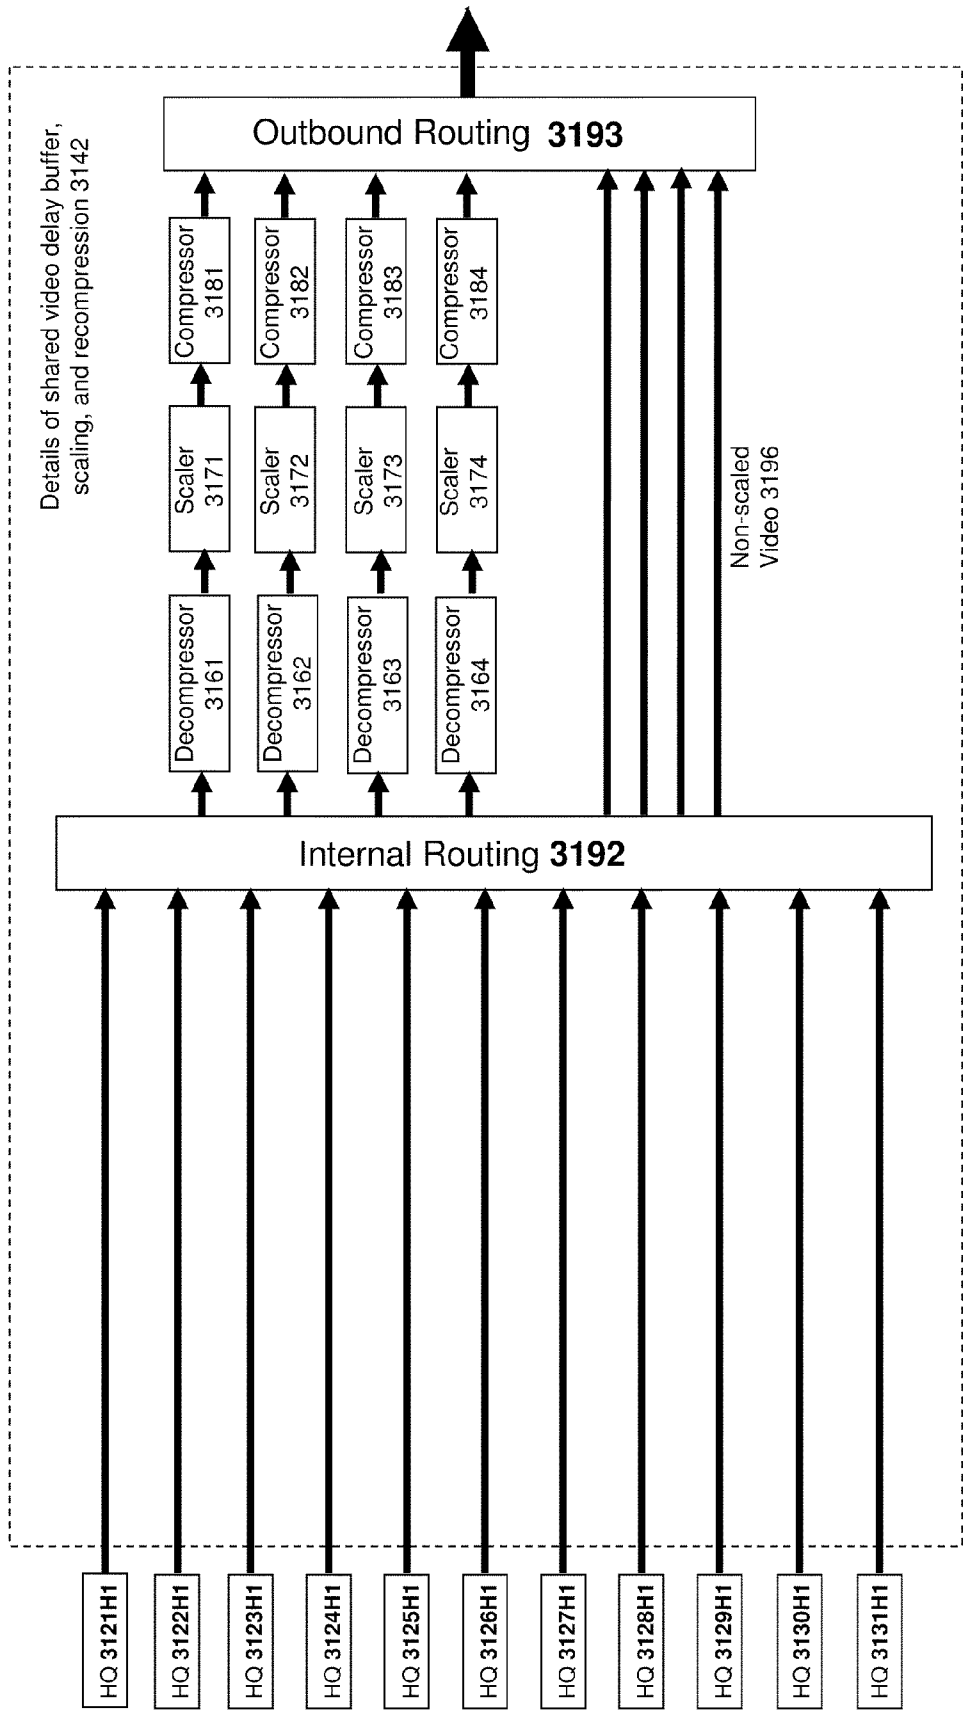 Outbound Routing 3193
Details of shared video delay buffer,
scaling, and recompression 3142
Compressor
3181
Compressor
3182
Compressor
3183
Compressor
3184
Scaler
3171
Scaler
3172
Scaler
3173
Scaler
3174
Non-scaled
Video 3196
Decompressor
3161
Decompressor
3162
Decompressor
3163
Decompressor
3164
Internal Routing 3192
HQ 3121H1
HQ 3122H1
HQ 3123H1
HQ 3124H1
HQ 3125H1
HQ 3126H1
HQ 3127H1
HQ 3128H1
HQ 3129H1
HQ 3130H1
HQ 3131H1